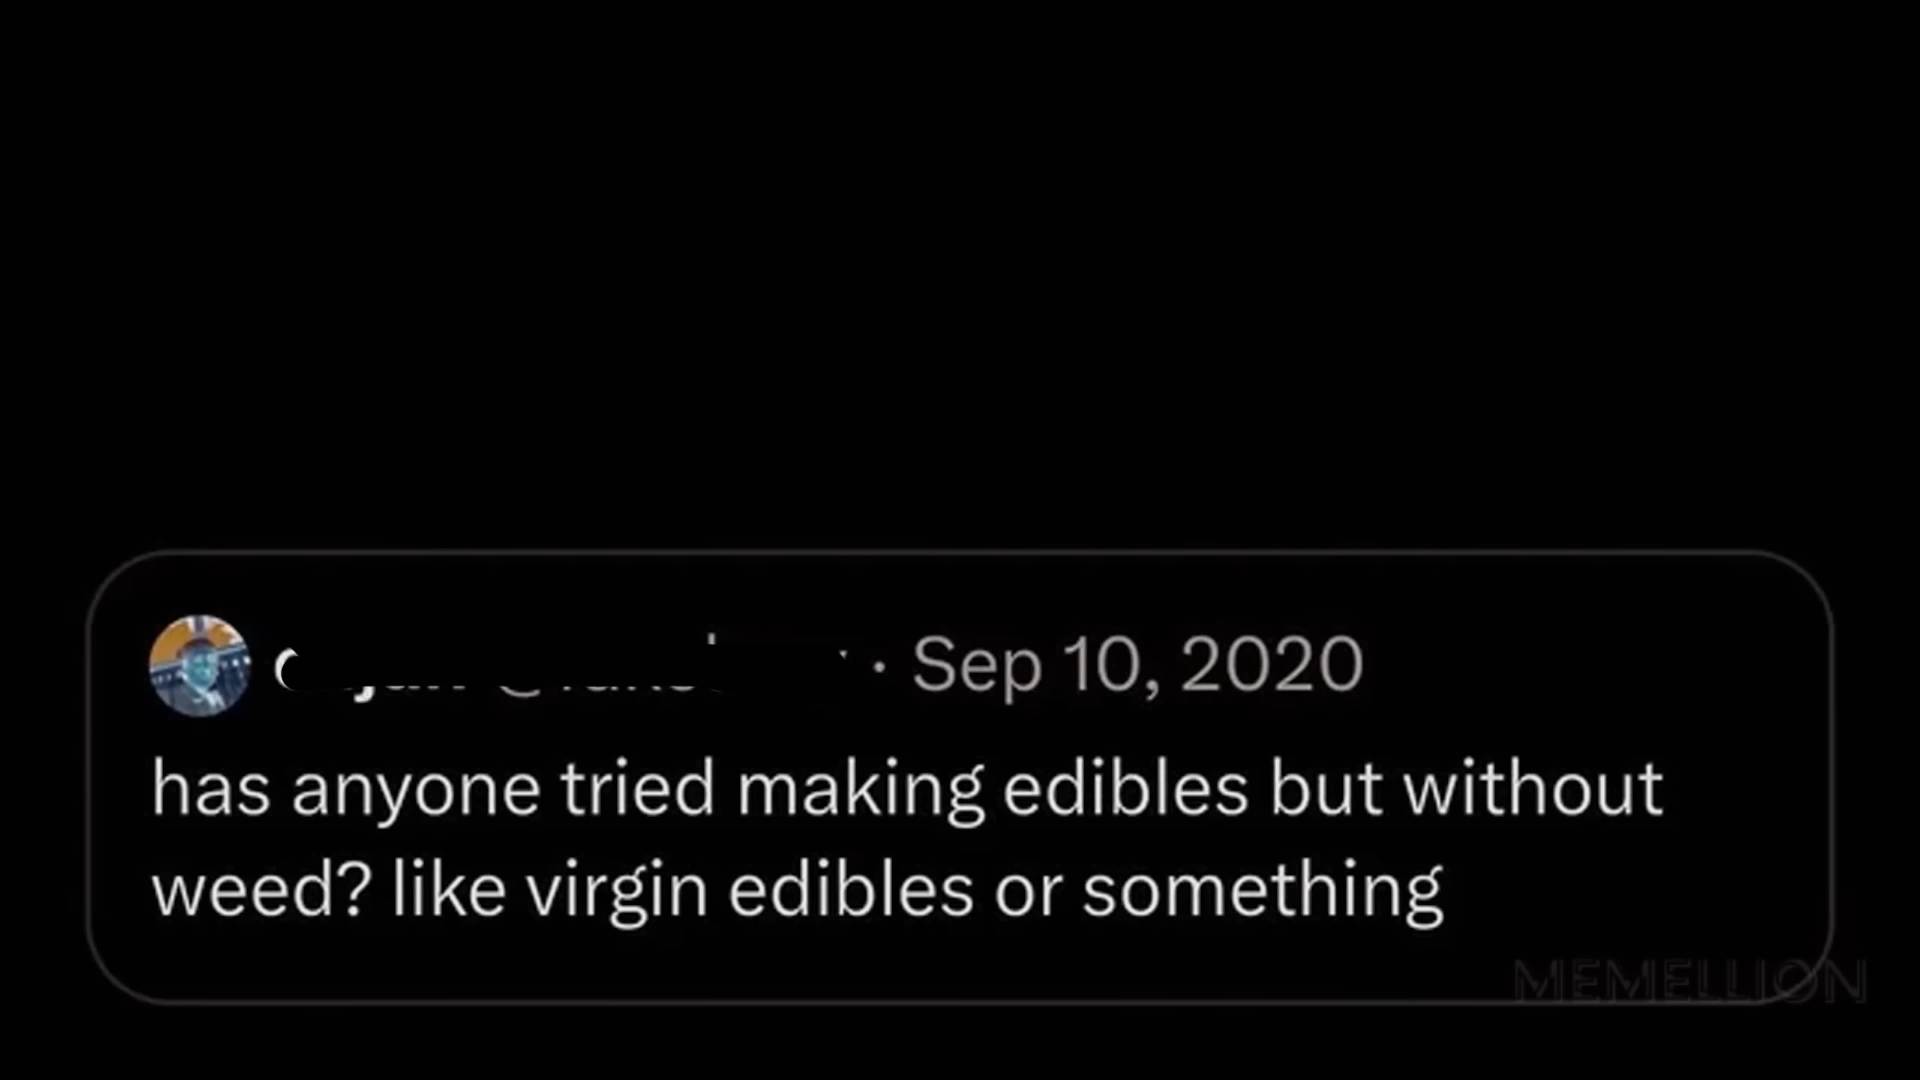 · Sep 10, 2020
has anyone tried making edibles but without
weed? like virgin edibles or something
MEMELLION